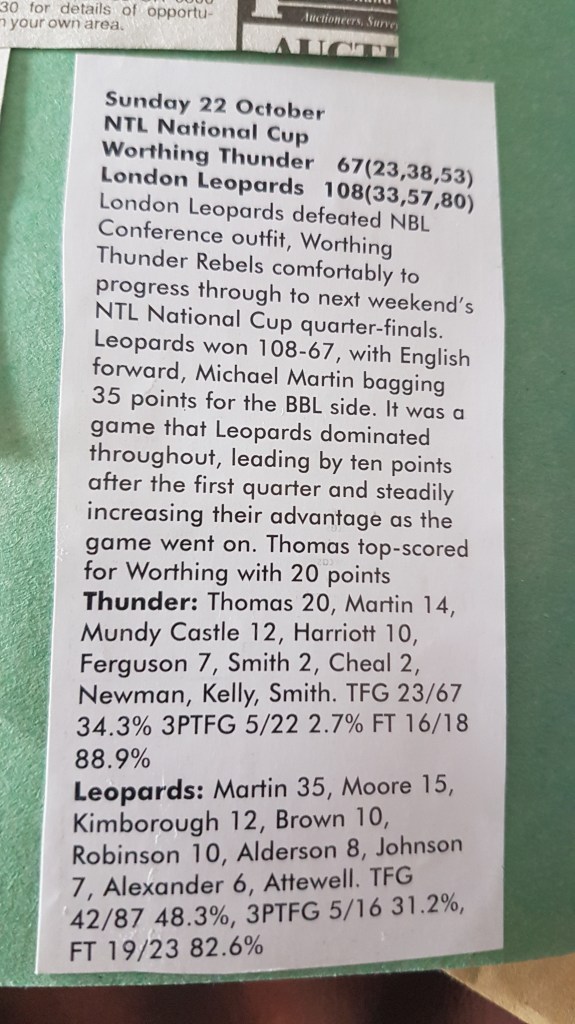 30 for details of opportu-
your own area.
Auctioneers, Surve
AUCTI
Sunday 22 October
NTL National Cup
Worthing Thunder 67(23,38,53)
London Leopards 108(33,57,80)
London Leopards defeated NBL
Conference outfit, Worthing
Thunder Rebels comfortably to
progress through to next weekend's
NTL National Cup quarter-finals.
Leopards won 108-67, with English
forward, Michael Martin bagging
35 points for the BBL side. It was a
game that Leopards dominated
throughout, leading by ten points
after the first quarter and steadily
increasing their advantage as the
game went on. Thomas top-scored
for Worthing with 20 points
Thunder: Thomas 20, Martin 14,
Mundy Castle 12, Harriott 10,
Ferguson 7, Smith 2, Cheal 2,
Newman, Kelly, Smith. TFG 23/67
34.3% 3PTFG 5/22 2.7% FT 16/18
88.9%
Leopards: Martin 35, Moore 15,
Kimborough 12, Brown 10,
Robinson 10, Alderson 8, Johnson
7, Alexander 6, Attewell. TFG
42/87 48.3%, 3PTFG 5/16 31.2%,
FT 19/23 82.6%